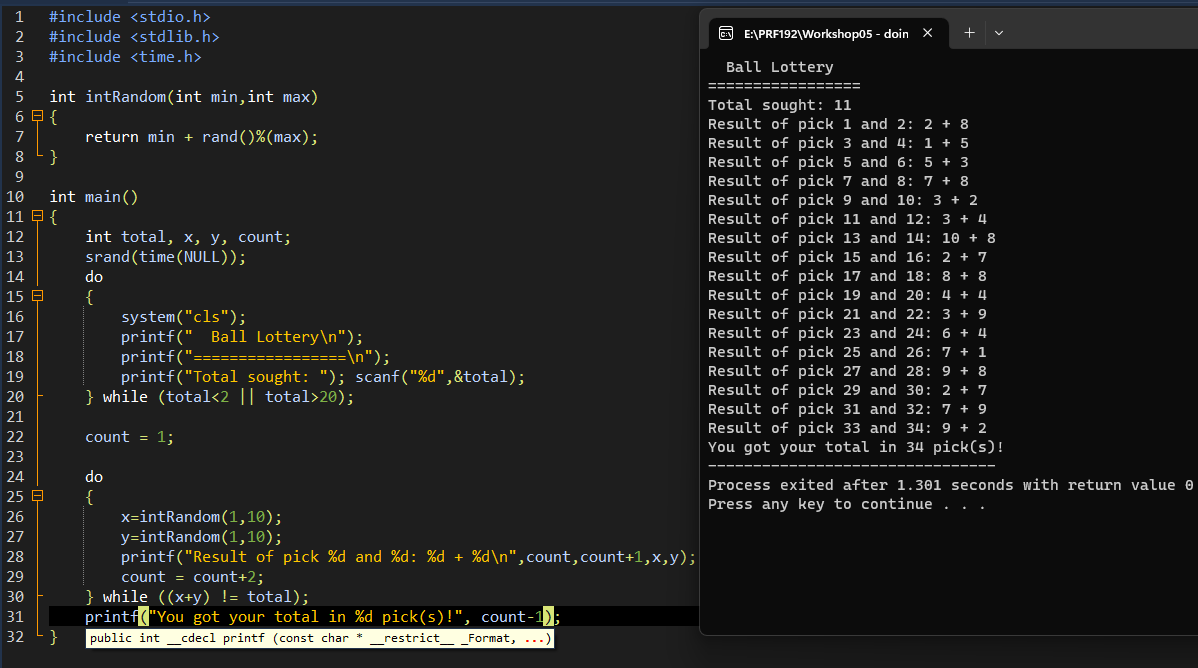 1 #include <stdio.h>
2 #include <stdlib.h>
3 #include <time.h>
4
5 int intRandom(int min,int max)
6 {
7     return min + rand()%(max);
8 }
9
10 int main()
11 {
12     int total, x, y, count;
13     srand(time(NULL));
14     do
15     {
16         system("cls");
17         printf("  Ball Lottery\n");
18         printf("=================\n");
19         printf("Total sought: "); scanf("%d",&total);
20     } while (total<2 || total>20);
21
22     count = 1;
23
24     do
25     {
26         x=intRandom(1,10);
27         y=intRandom(1,10);
28         printf("Result of pick %d and %d: %d + %d\n",count,count+1,x,y);
29         count = count+2;
30     } while ((x+y) != total);
31     printf("You got your total in %d pick(s)!", count-1);
32 }
public int __cdecl printf (const char * __restrict__ _Format, ...)
E:\PRF192\Workshop05 - doin
  Ball Lottery
=================
Total sought: 11
Result of pick 1 and 2: 2 + 8
Result of pick 3 and 4: 1 + 5
Result of pick 5 and 6: 5 + 3
Result of pick 7 and 8: 7 + 8
Result of pick 9 and 10: 3 + 2
Result of pick 11 and 12: 3 + 4
Result of pick 13 and 14: 10 + 8
Result of pick 15 and 16: 2 + 7
Result of pick 17 and 18: 8 + 8
Result of pick 19 and 20: 4 + 4
Result of pick 21 and 22: 3 + 9
Result of pick 23 and 24: 6 + 4
Result of pick 25 and 26: 7 + 1
Result of pick 27 and 28: 9 + 8
Result of pick 29 and 30: 2 + 7
Result of pick 31 and 32: 7 + 9
Result of pick 33 and 34: 9 + 2
You got your total in 34 pick(s)!
--------------------------------
Process exited after 1.301 seconds with return value 0
Press any key to continue . . .